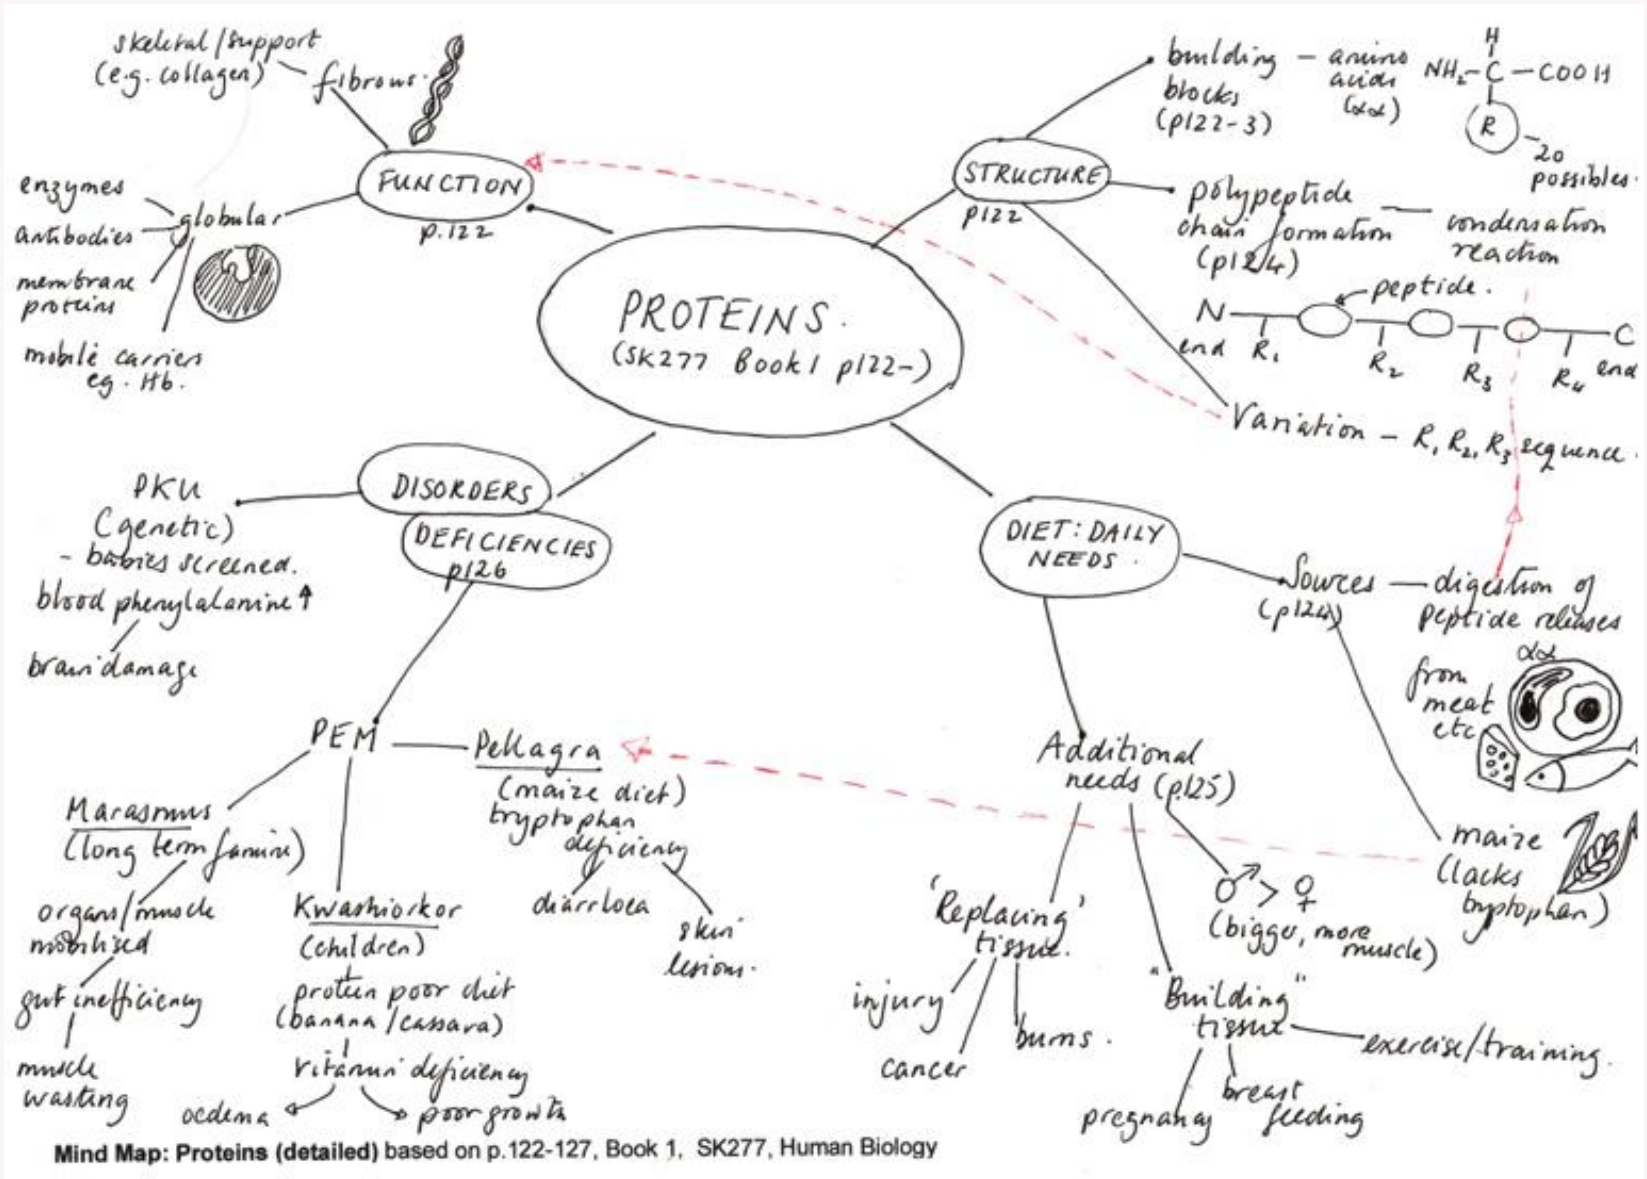 skeletal/support
(e.g. collagen)
fibrous.
FUNCTION
p.122
enzymes
antibodies
membrane
proteins
mobile carriers
eg. Hb.
globular
PROTEINS.
(SK277 Book 1 p122-)
STRUCTURE
p122
building
blocks
(p122-3)
amino
acids
(αα)
H
NH2-C-COOH
R
20
possibles.
polypeptide
chain formation
(p124)
condensation
reaction
peptide.
N
end
R1
R2
R3
R4
C
end
Variation - R1 R2, R3 sequence.
DISORDERS
DEFICIENCIES
p126
PKU
(genetic)
- babies screened.
blood phenylalanine ↑
brain damage
PEM
Marasmus
(long term famine)
organs/muscle
mobilised
gut inefficiency
muscle
wasting
Kwashiorkor
(children)
protein poor diet
(banana/cassava)
vitamin deficiency
oedema
poor growth
Pellagra
(maize diet)
tryptophan
deficiency
diarrhoea
skin
lesions.
DIET: DAILY
NEEDS.
Sources
(p124)
digestion of
peptide releases
αα
from
meat
etc
maize
(lacks
tryptophan)
Additional
needs (p.125)
♂ > ♀
(bigger, more
muscle)
'Replacing'
tissue.
injury
cancer
burns.
"Building"
tissue
exercise/training.
breast
feeding
pregnancy
Mind Map: Proteins (detailed) based on p.122-127, Book 1, SK277, Human Biology